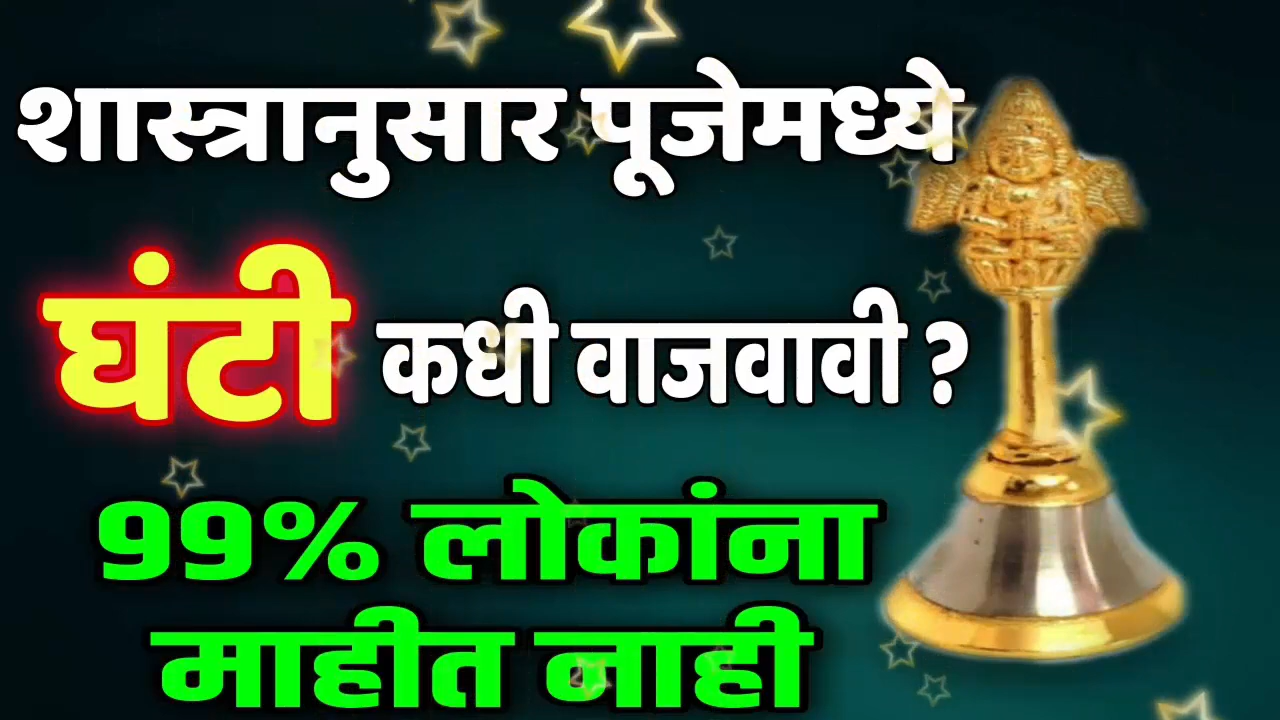 शास्त्रानुसार पूजेमध्ये
घंटी कधी वाजवावी ?
99% लोकांना
माहीत नाही